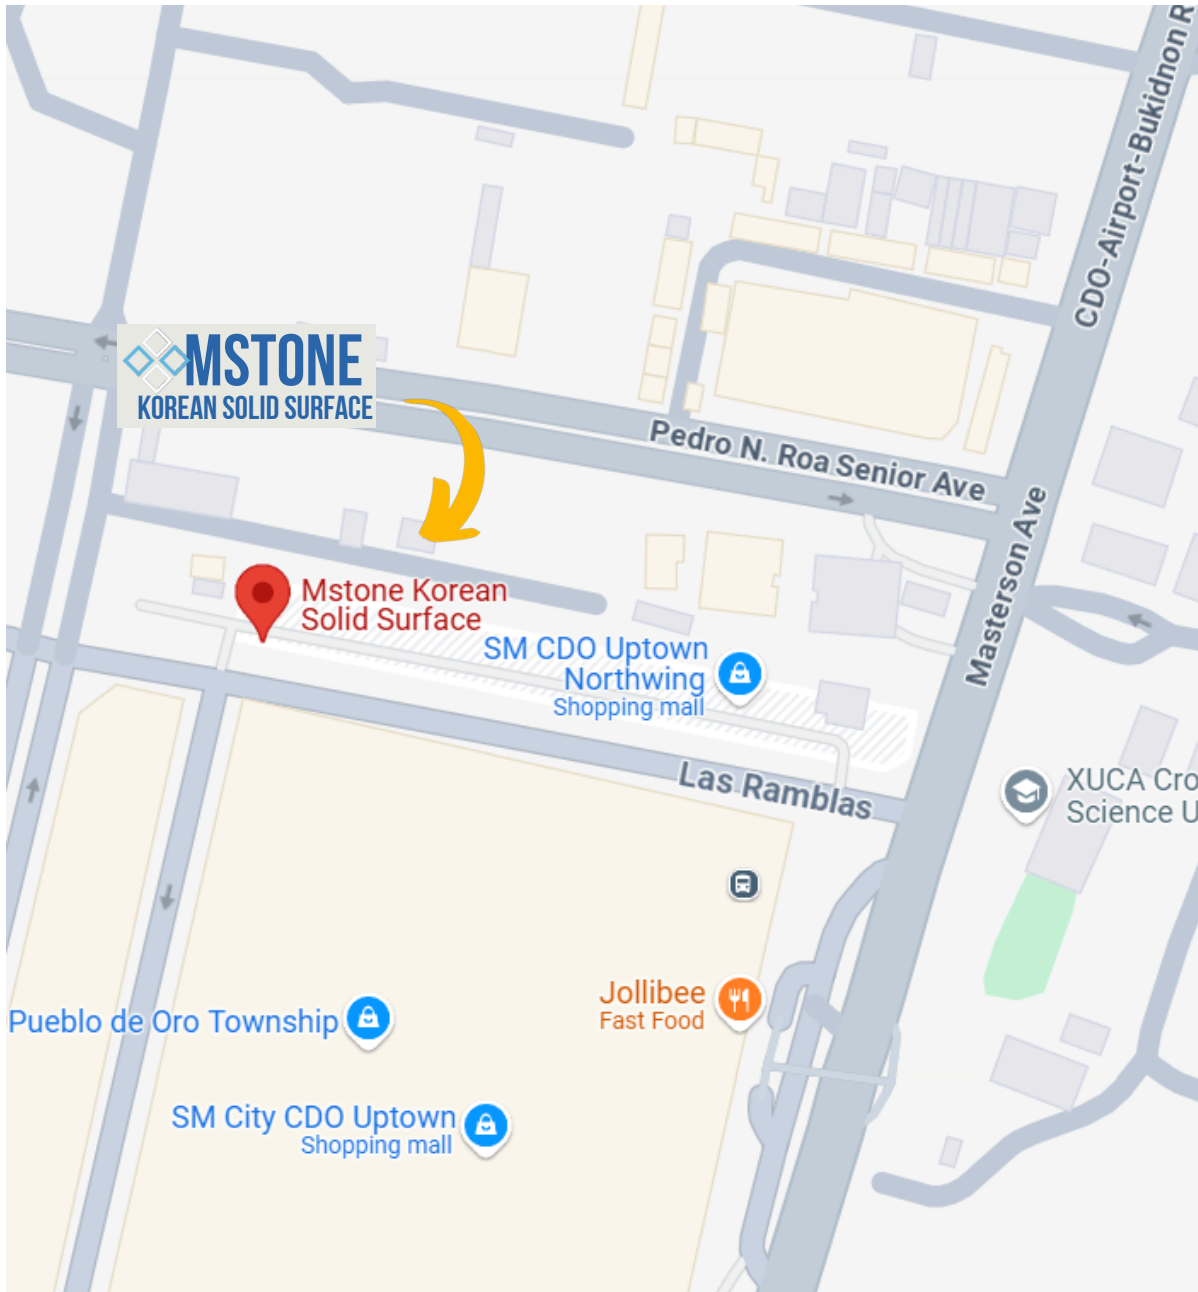 CDO-Airport-Bukidnon R
MSTONE
KOREAN SOLID SURFACE
Pedro N. Roa Senior Ave
Masterson Ave
Mstone Korean
Solid Surface
SM CDO Uptown
Northwing
Shopping mall
Las Ramblas
XUCA Cro
Science U
Jollibee
Fast Food
Pueblo de Oro Township
SM City CDO Uptown
Shopping mall